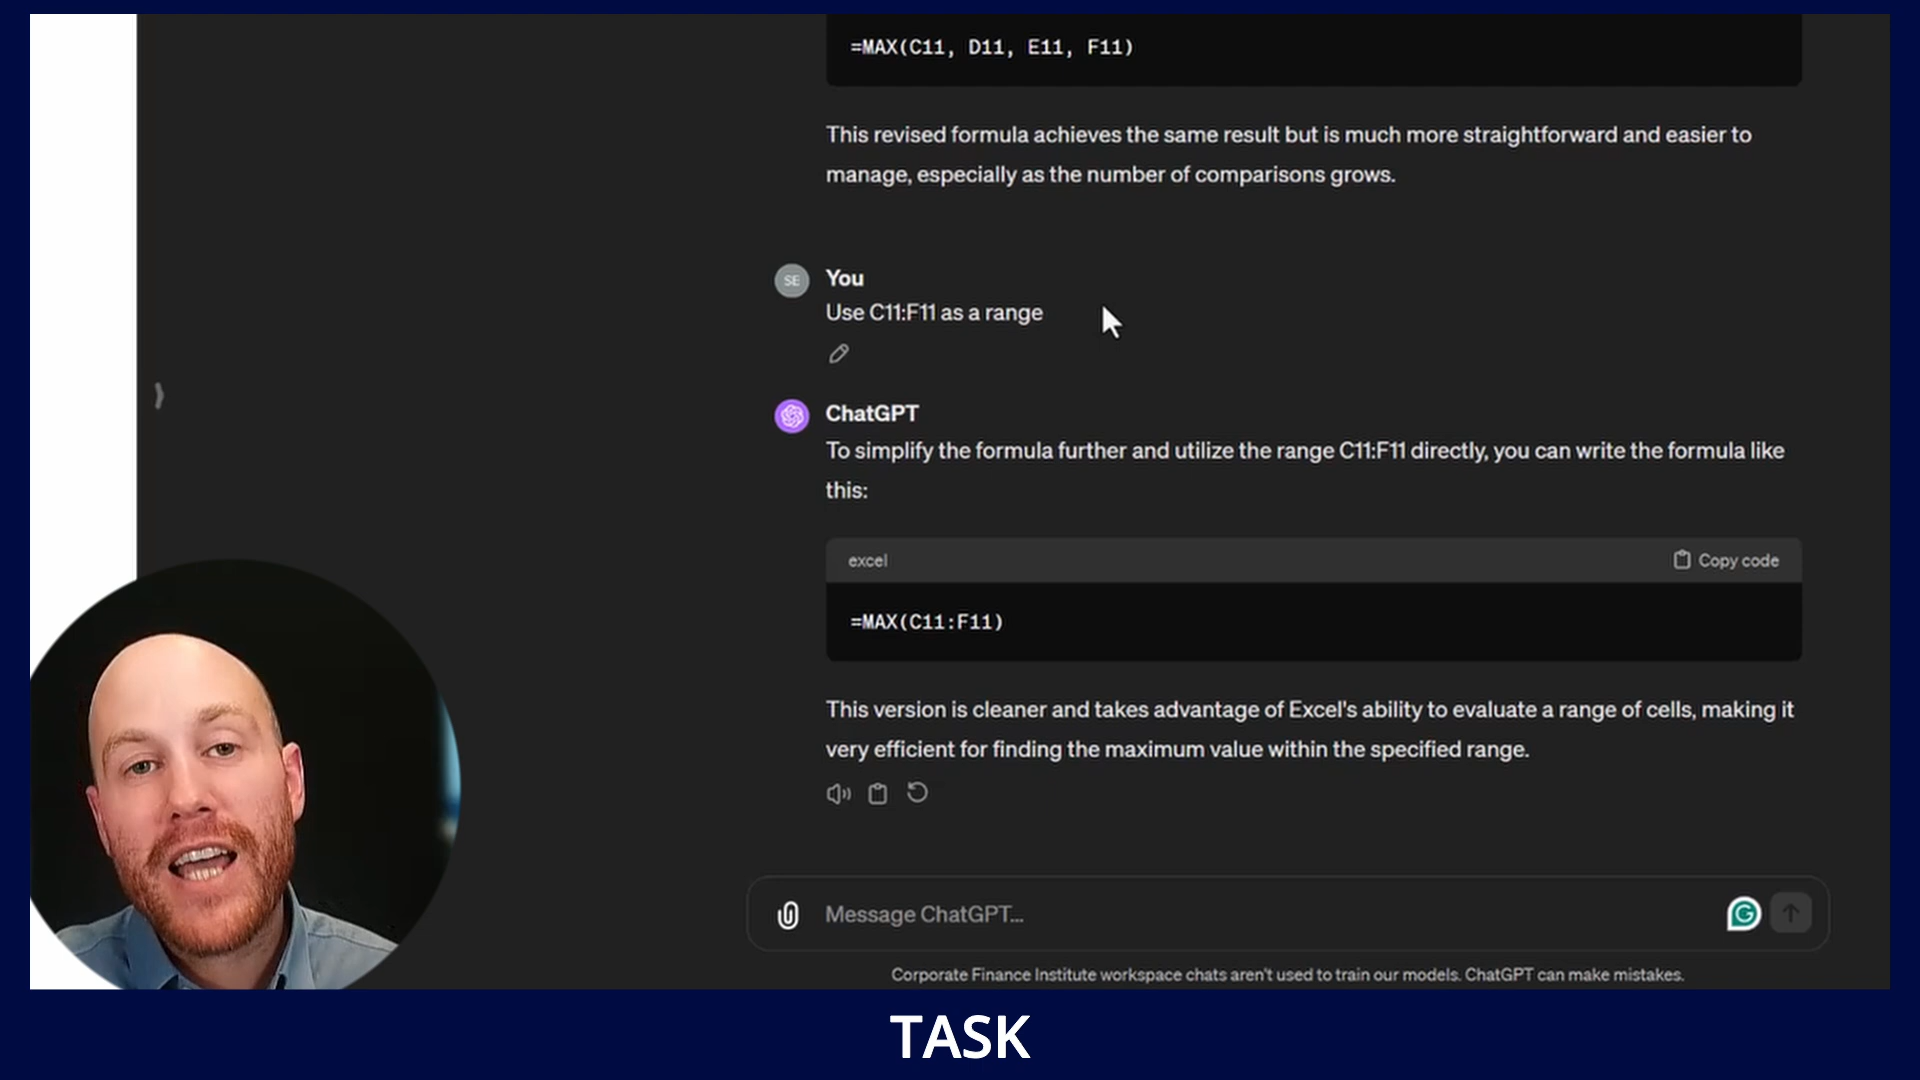 =MAX(C11, D11, E11, F11)
This revised formula achieves the same result but is much more straightforward and easier to
manage, especially as the number of comparisons grows.
SE
You
Use C11:F11 as a range
ChatGPT
To simplify the formula further and utilize the range C11:F11 directly, you can write the formula like
this:
excel
Copy code
=MAX(C11:F11)
This version is cleaner and takes advantage of Excel's ability to evaluate a range of cells, making it
very efficient for finding the maximum value within the specified range.
Message ChatGPT...
Corporate Finance Institute workspace chats aren't used to train our models. ChatGPT can make mistakes.
TASK